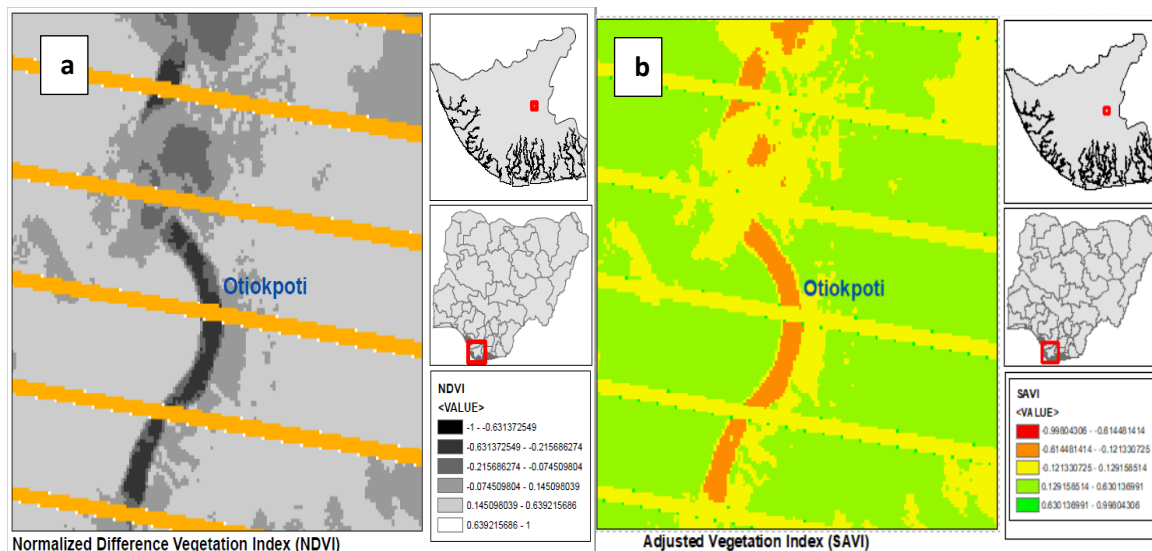 a
Otiokpoti
NDVI
<VALUE>
-1 - -0.631372549
-0.631372549 - -0.215686274
-0.215686274 - -0.074509804
-0.074509804 - 0.145098039
0.145098039 - 0.639215686
0.639215686 - 1
Normalized Difference Vegetation Index (NDVI)
b
Otiokpoti
SAVI
<VALUE>
-0.99804306 - -0.614481414
-0.614481414 - -0.121330725
-0.121330725 - 0.129158514
0.129158514 - 0.630136991
0.630136991 - 0.99804306
Adjusted Vegetation Index (SAVI)